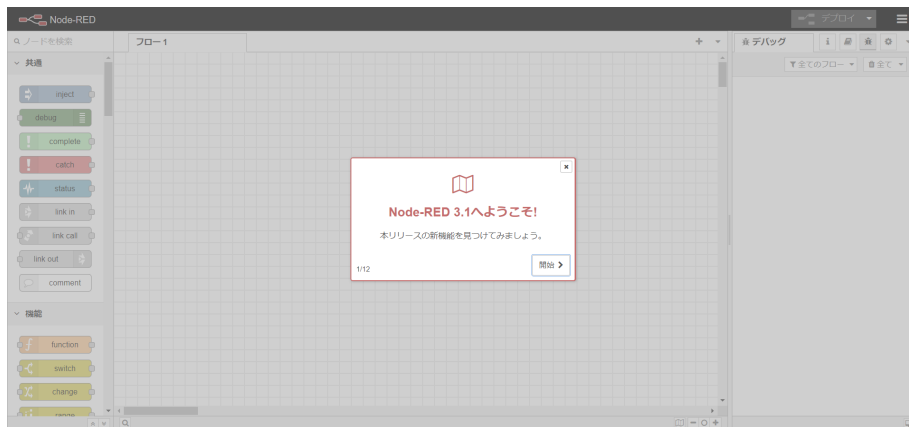 Node-RED
デプロイ
ノードを検索
フロー 1
デバッグ
i
全てのフロー
全て
共通
inject
debug
complete
catch
status
link in
link call
link out
comment
機能
function
switch
change
range
Node-RED 3.1へようこそ!
本リリースの新機能を見つけてみましょう。
1/12
開始